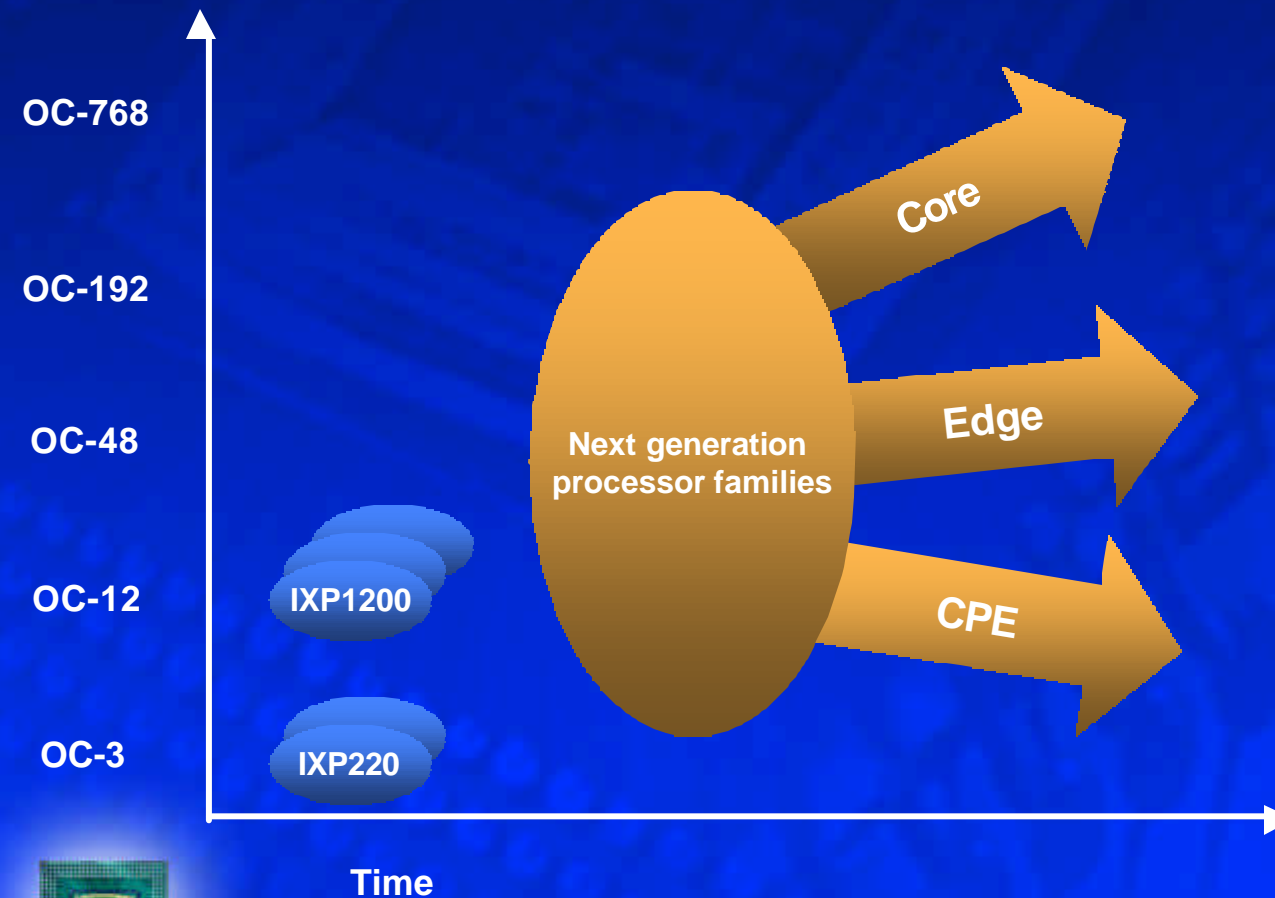 OC-768
OC-192
OC-48
OC-12
OC-3
IXP1200
IXP220
Next generation
processor families
Core
Edge
CPE
Time